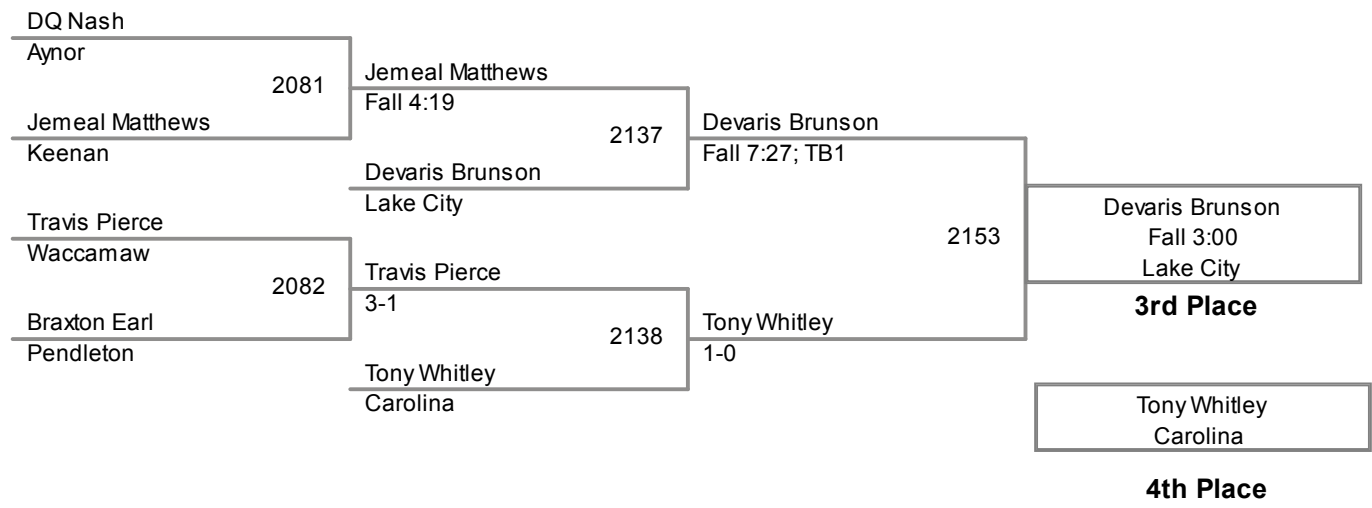 DQ Nash
Aynor
2081
Jemeal Matthews
Keenan
Travis Pierce
Waccamaw
2082
Braxton Earl
Pendleton
Jemeal Matthews
Fall 4:19
2137
Devaris Brunson
Lake City
Travis Pierce
3-1
2138
Tony Whitley
Carolina
Devaris Brunson
Fall 7:27; TB1
2153
Tony Whitley
1-0
Devaris Brunson
Fall 3:00
Lake City
3rd Place
Tony Whitley
Carolina
4th Place